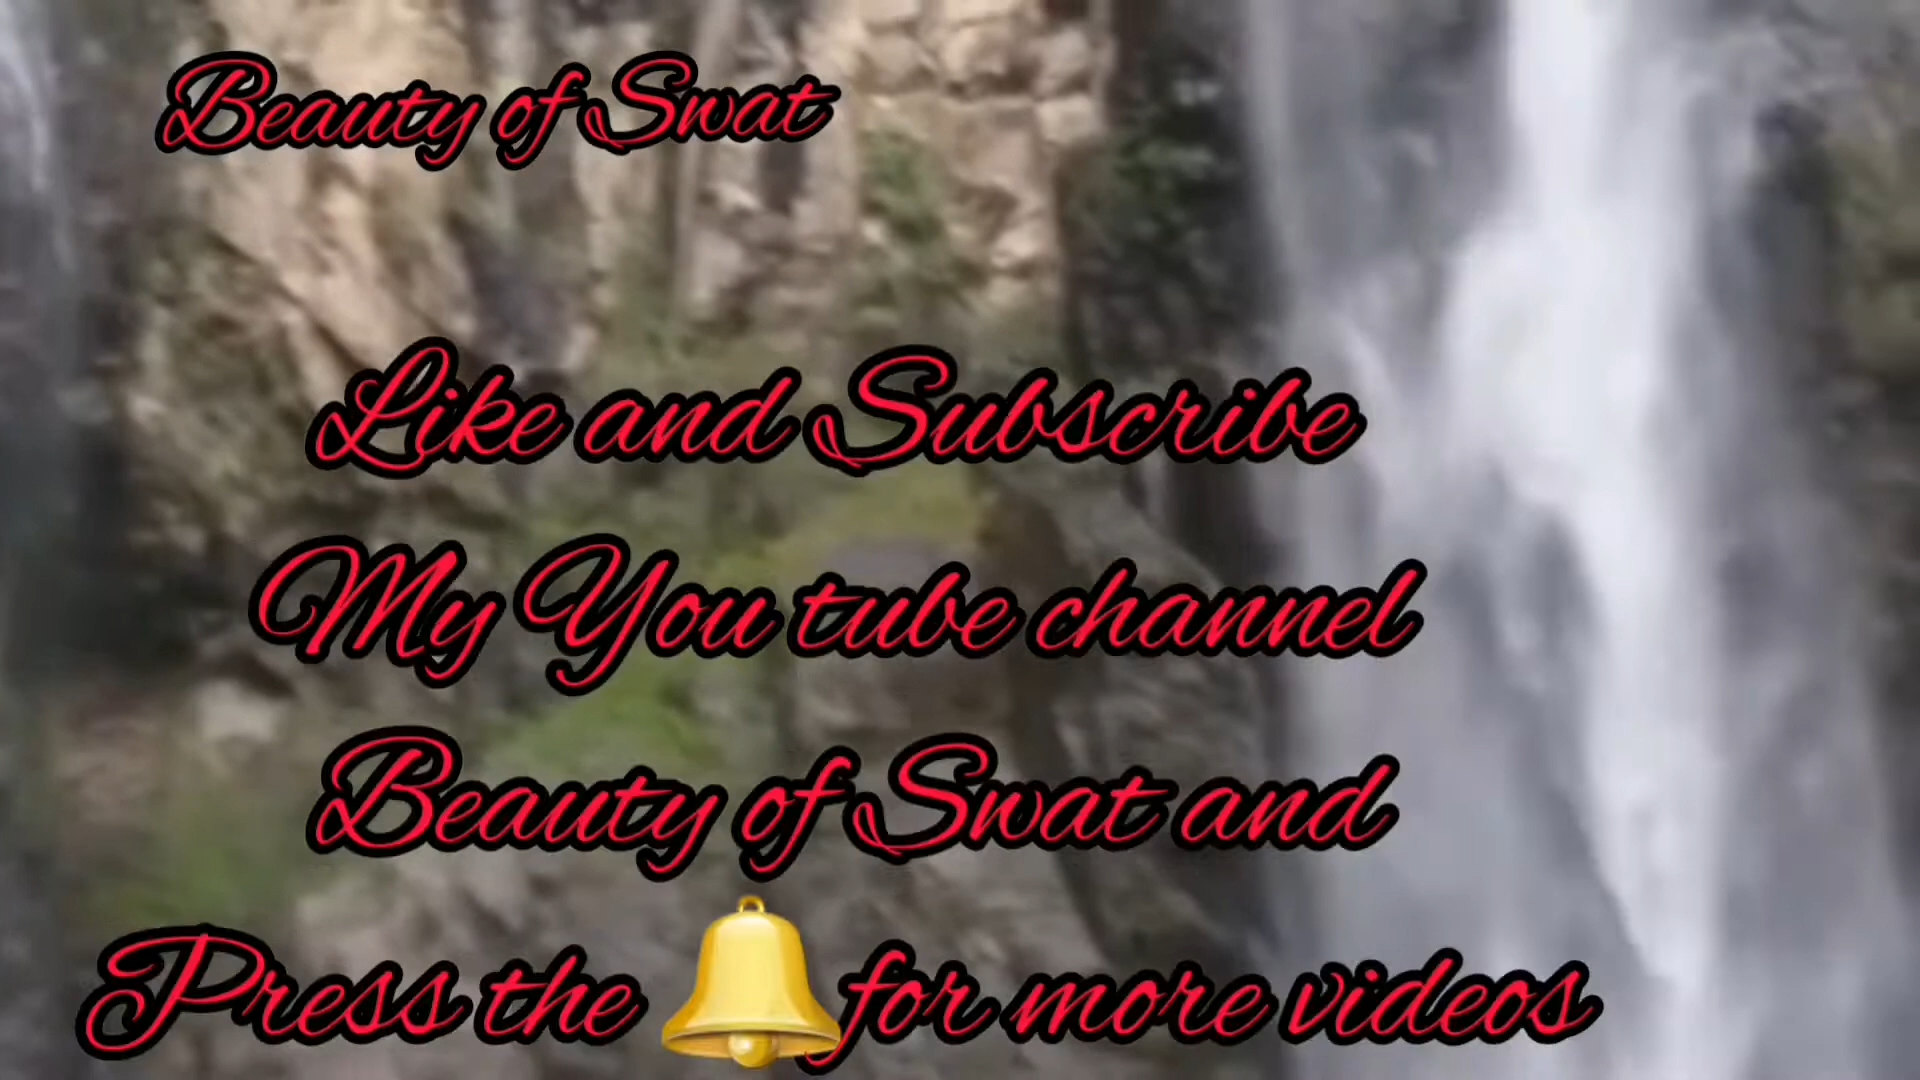 Beauty of Swat
Like and Subscribe
My You tube channel
Beauty of Swat and
Press the 🔔 for more videos